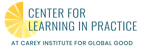 CENTER FOR
LEARNING IN PRACTICE
AT CAREY INSTITUTE FOR GLOBAL GOOD